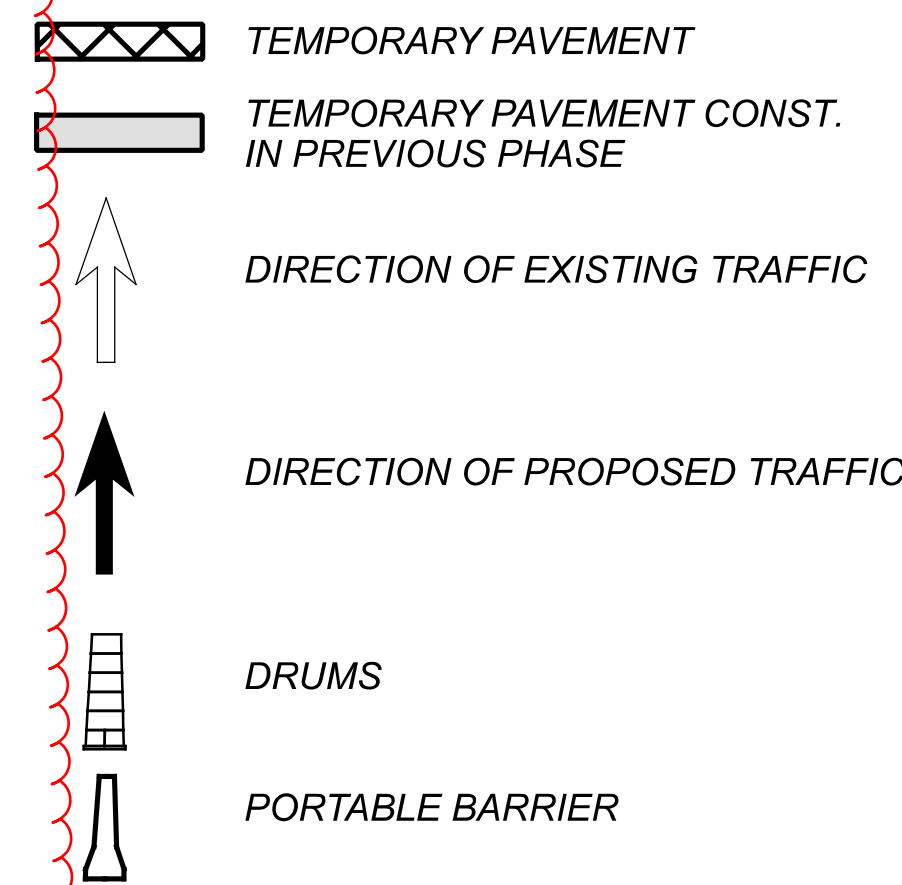 TEMPORARY PAVEMENT
TEMPORARY PAVEMENT CONST.
IN PREVIOUS PHASE
DIRECTION OF EXISTING TRAFFIC
DIRECTION OF PROPOSED TRAFFIC
DRUMS
PORTABLE BARRIER